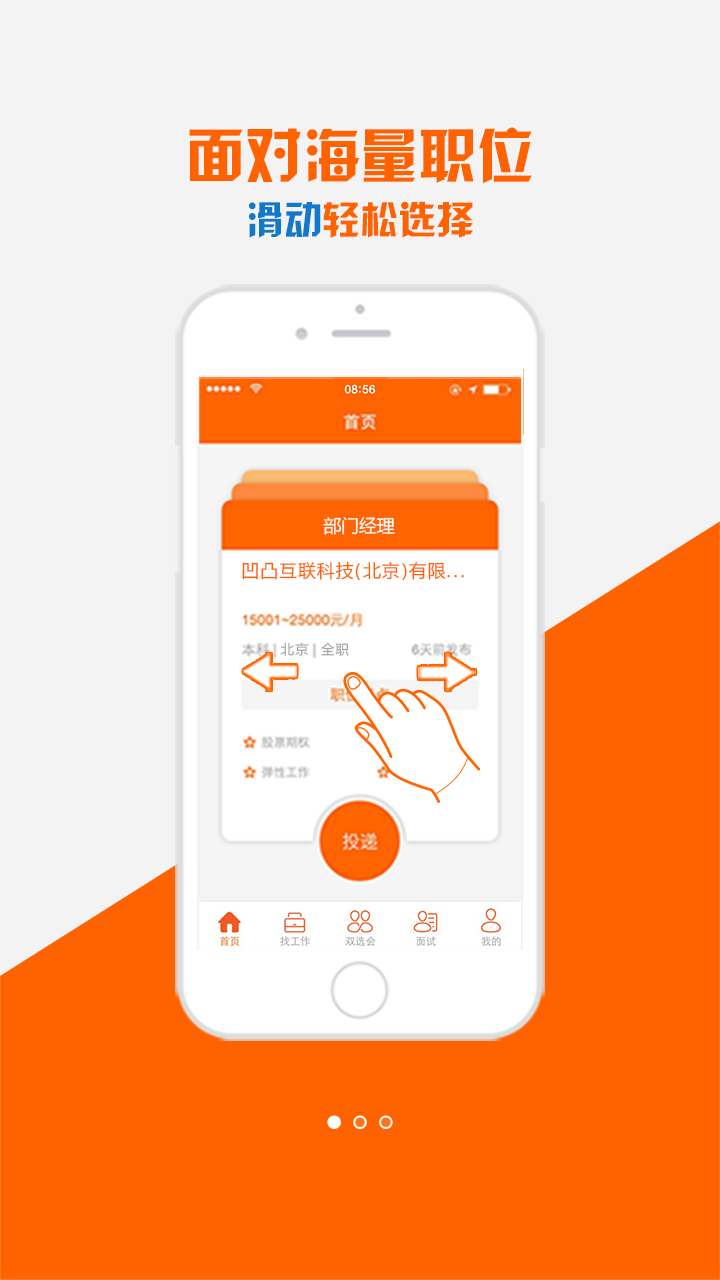 面对海量职位
滑动轻松选择
08:56
首页
部门经理
凹凸互联科技(北京)有限...
15001~25000元/月
本科 | 北京 | 全职
6天前发布
职位
点
股票期权
弹性工作
投递
首页
找工作
双选会
面试
我的